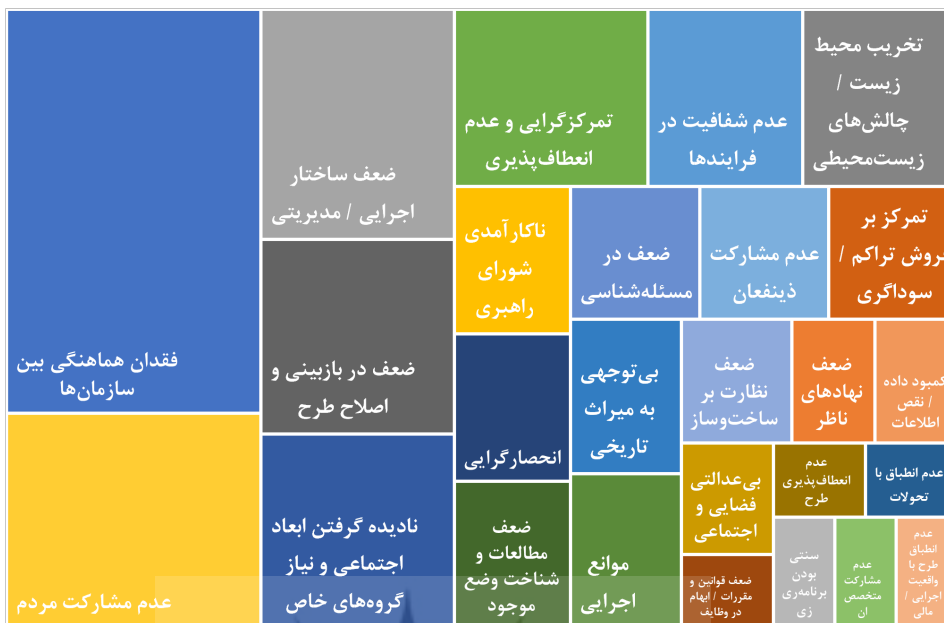 فقدان هماهنگی بین
سازمان‌ها
عدم مشارکت مردم
ضعف ساختار
اجرایی / مدیریتی
ضعف در بازبینی و
اصلاح طرح
نادیده گرفتن ابعاد
اجتماعی و نیاز
گروه‌های خاص
تمرکزگرایی و عدم
انعطاف‌پذیری
عدم شفافیت در
فرایندها
تخریب محیط
زیست /
چالش‌های
زیست‌محیطی
ناکارآمدی
شورای
راهبری
ضعف در
مسئله‌شناسی
عدم مشارکت
ذینفعان
تمرکز بر
فروش تراکم /
سوداگری
انحصارگرایی
بی‌توجهی
به میراث
تاریخی
ضعف
نظارت بر
ساخت‌وساز
ضعف
نهادهای
ناظر
کمبود داده
/ نقص
اطلاعات
ضعف
مطالعات و
شناخت وضع
موجود
موانع
اجرایی
بی‌عدالتی
فضایی و
اجتماعی
عدم
انعطاف‌پذیری
طرح
عدم انطباق با
تحولات
ضعف قوانین و
مقررات / ابهام
در وظایف
سنتی
بودن
برنامه‌ری
زی
عدم
مشارکت
متخصص
ان
عدم
انطباق
طرح با
واقعیت
اجرایی /
مالی